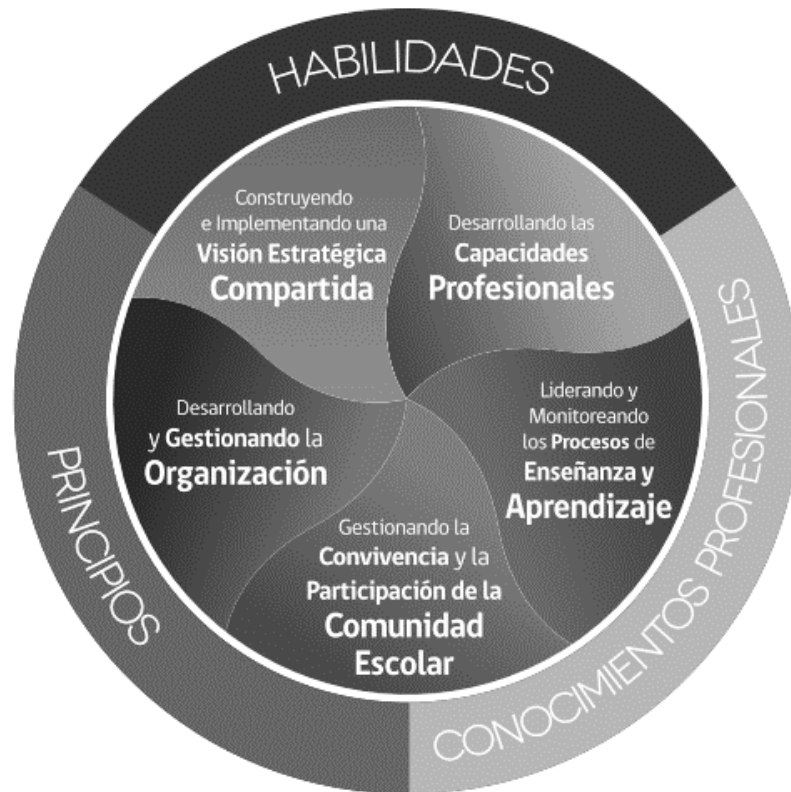 HABILIDADES
Construyendo
e Implementando una
Visión Estratégica
Compartida
Desarrollando las
Capacidades
Profesionales
Desarrollando
y Gestionando la
Organización
Liderando y
Monitoreando
los Procesos de
Enseñanza y
Aprendizaje
Gestionando la
Convivencia y la
Participación de la
Comunidad
Escolar
PRINCIPIOS
CONOCIMIENTOS PROFESIONALES